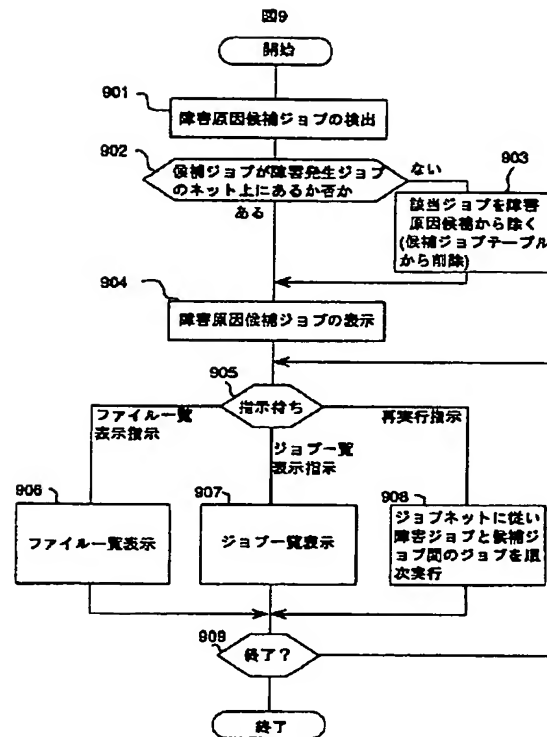 図9
開始
901
障害原因候補ジョブの検出
902
候補ジョブが障害発生ジョブ
のネット上にあるか否か
ない
ある
903
該当ジョブを障害
原因候補から除く
(候補ジョブテーブル
から削除)
904
障害原因候補ジョブの表示
905
指示待ち
ファイル一覧
表示指示
ジョブ一覧
表示指示
再実行指示
906
ファイル一覧表示
907
ジョブ一覧表示
908
ジョブネットに従い
障害ジョブと候補ジ
ョブ間のジョブを順
次実行
909
終了?
終了